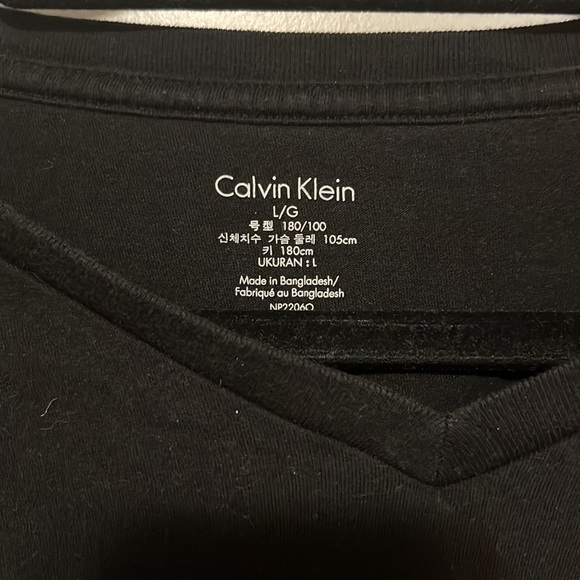 Calvin Klein
L/G
号型 180/100
신체치수 가슴 둘레 105cm
키 180cm
UKURAN : L
Made in Bangladesh/
Fabriqué au Bangladesh
NP2206O